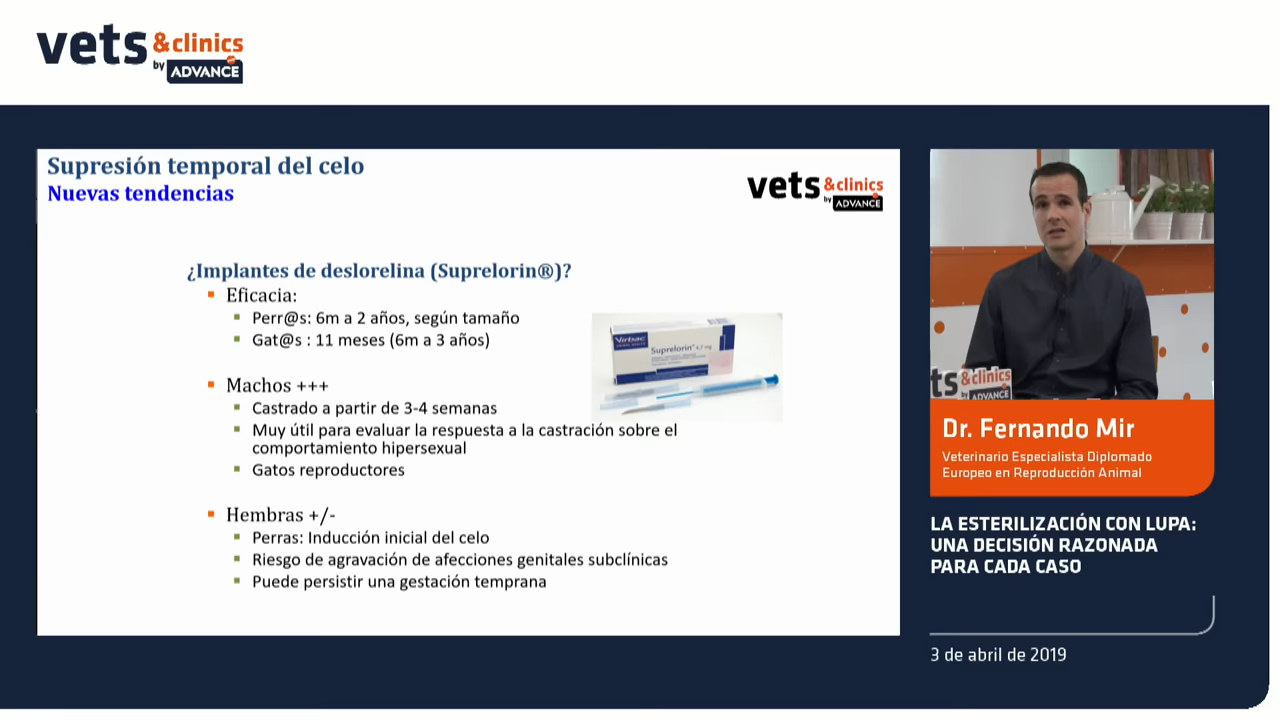 vets &clinics
by ADVANCE
Supresión temporal del celo
Nuevas tendencias
vets &clinics
by ADVANCE
¿Implantes de deslorelina (Suprelorin®)?
Eficacia:
Perr@s: 6m a 2 años, según tamaño
Gat@s : 11 meses (6m a 3 años)
Virbac
Suprelorin
Machos +++
Castrado a partir de 3-4 semanas
Muy útil para evaluar la respuesta a la castración sobre el
comportamiento hipersexual
Gatos reproductores
Hembras +/-
Perras: Inducción inicial del celo
Riesgo de agravación de afecciones genitales subclínicas
Puede persistir una gestación temprana
ts &clinics
by ADVANCE
Dr. Fernando Mir
Veterinario Especialista Diplomado
Europeo en Reproducción Animal
LA ESTERILIZACIÓN CON LUPA:
UNA DECISIÓN RAZONADA
PARA CADA CASO
3 de abril de 2019